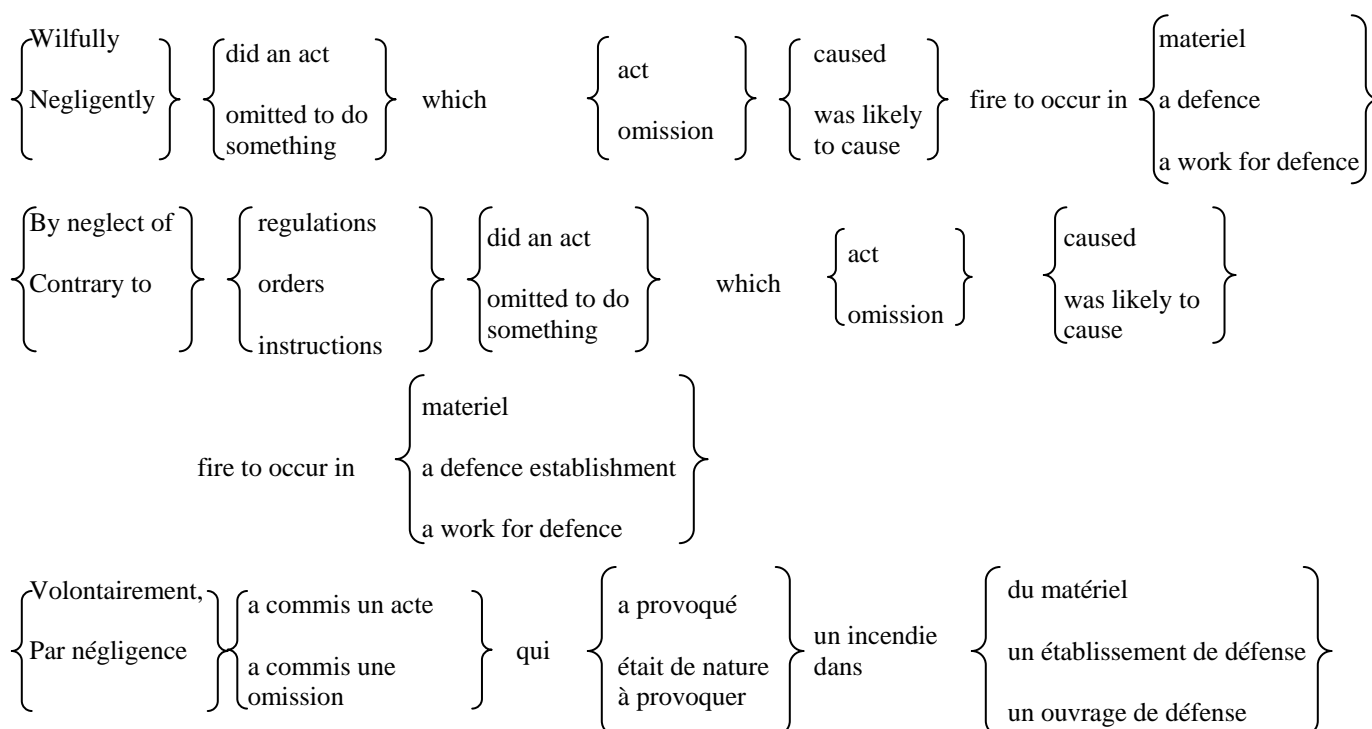 Wilfully
Negligently
did an act
omitted to do
something
which
act
omission
caused
was likely
to cause
fire to occur in
materiel
a defence
a work for defence
By neglect of
Contrary to
regulations
orders
instructions
did an act
omitted to do
something
which
act
omission
caused
was likely to
cause
fire to occur in
materiel
a defence establishment
a work for defence
Volontairement,
Par négligence
a commis un acte
a commis une
omission
qui
a provoqué
était de nature
à provoquer
un incendie
dans
du matériel
un établissement de défense
un ouvrage de défense